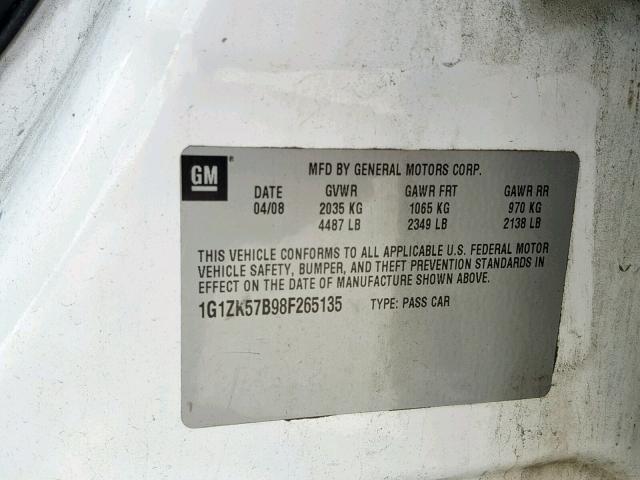 GM ®
MFD BY GENERAL MOTORS CORP.
DATE GVWR GAWR FRT GAWR RR
04/08 2035 KG 1065 KG 970 KG
4487 LB 2349 LB 2138 LB
THIS VEHICLE CONFORMS TO ALL APPLICABLE U.S. FEDERAL MOTOR
VEHICLE SAFETY, BUMPER, AND THEFT PREVENTION STANDARDS IN
EFFECT ON THE DATE OF MANUFACTURE SHOWN ABOVE.
1G1ZK57B98F265135 TYPE: PASS CAR